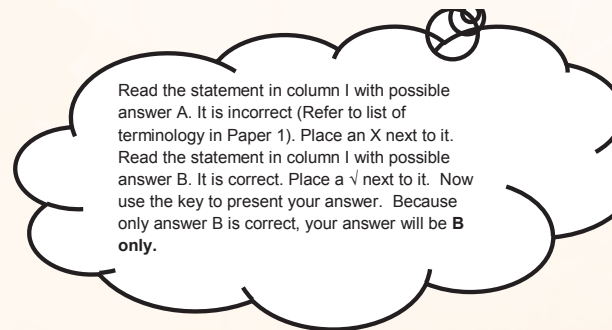 Read the statement in column I with possible
answer A. It is incorrect (Refer to list of
terminology in Paper 1). Place an X next to it.
Read the statement in column I with possible
answer B. It is correct. Place a √ next to it. Now
use the key to present your answer. Because
only answer B is correct, your answer will be B
only.